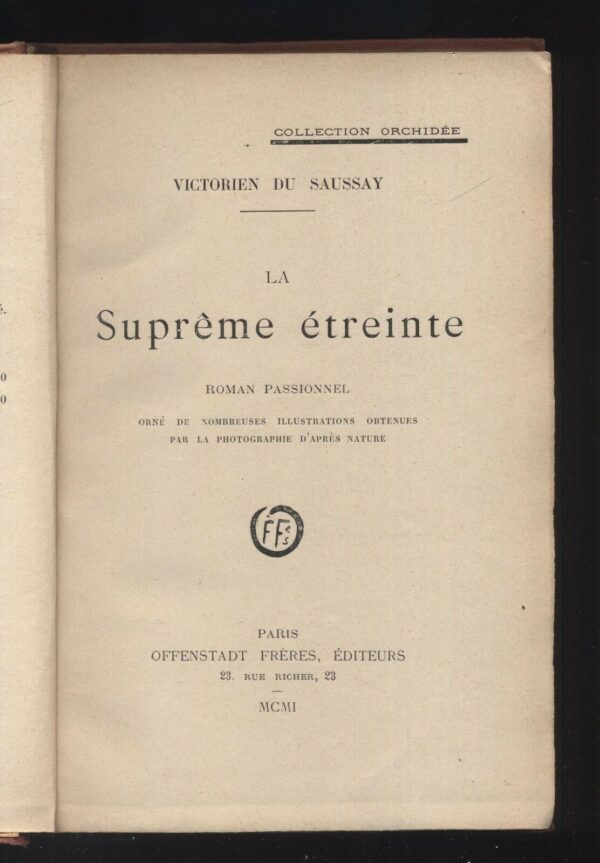 COLLECTION ORCHIDÉE
VICTORIEN DU SAUSSAY
LA
Suprême étreinte
ROMAN PASSIONNEL
ORNÉ DE NOMBREUSES ILLUSTRATIONS OBTENUES
PAR LA PHOTOGRAPHIE D'APRÈS NATURE
FFes
PARIS
OFFENSTADT FRÈRES, ÉDITEURS
23, RUE RICHER, 23
MCMI